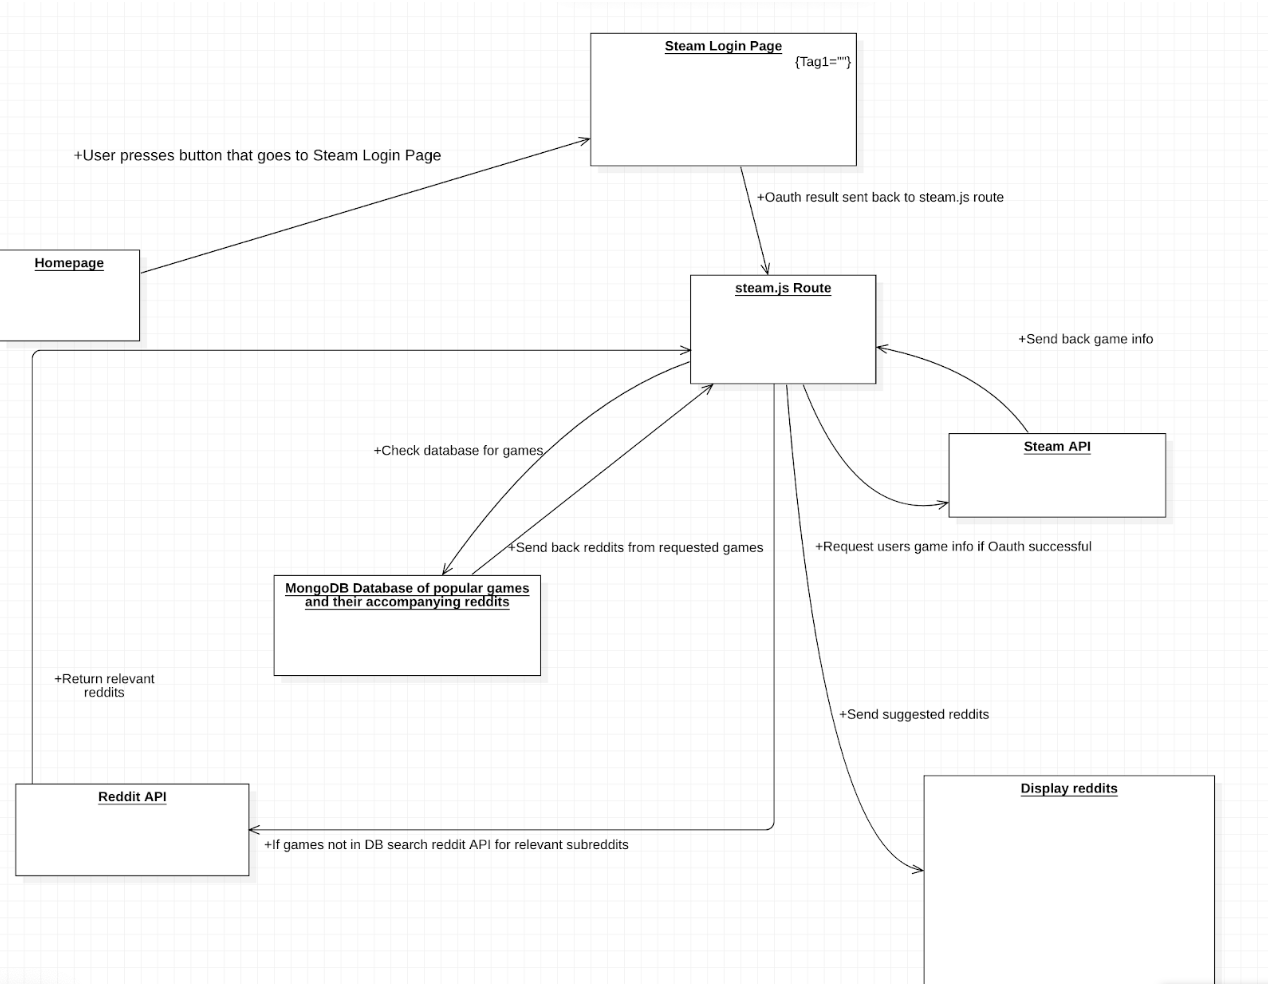 Steam Login Page
{Tag1=""}
+User presses button that goes to Steam Login Page
+Oauth result sent back to steam.js route
Homepage
steam.js Route
+Send back game info
Steam API
+Check database for games
+Send back reddits from requested games
+Request users game info if Oauth successful
MongoDB Database of popular games
and their accompanying reddits
+Return relevant
reddits
+Send suggested reddits
Reddit API
Display reddits
+If games not in DB search reddit API for relevant subreddits